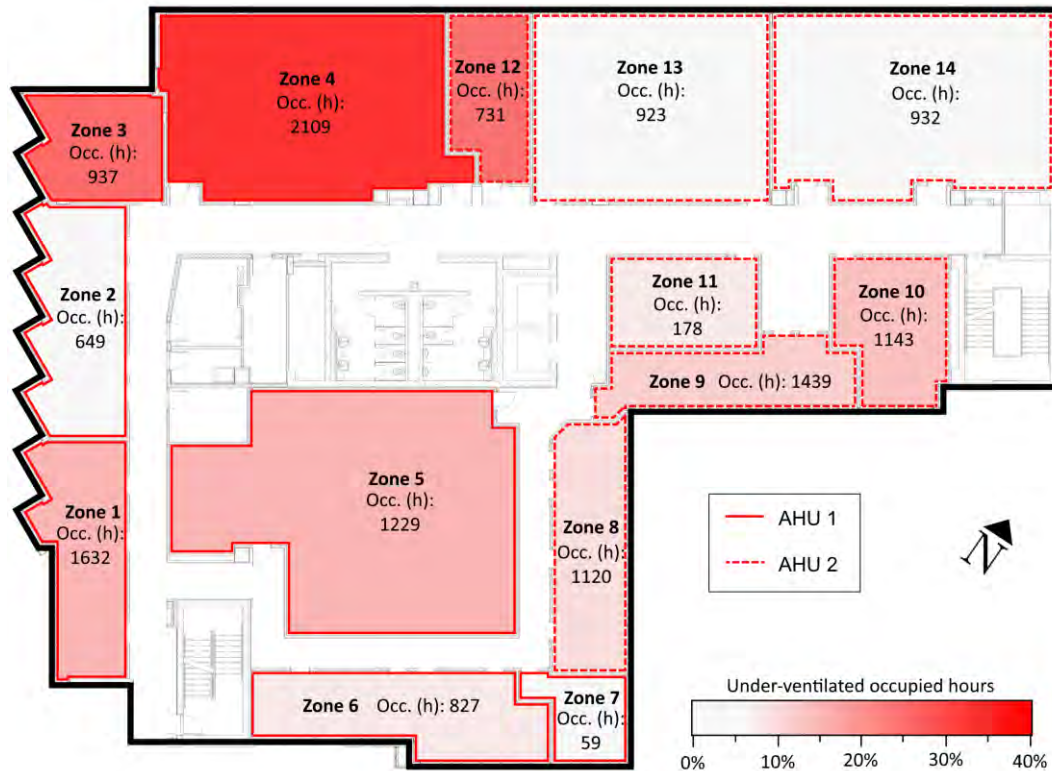 Zone 4
Occ. (h):
2109
Zone 12
Occ. (h):
731
Zone 13
Occ. (h):
923
Zone 14
Occ. (h):
932
Zone 3
Occ. (h):
937
Zone 2
Occ. (h):
649
Zone 11
Occ. (h):
178
Zone 10
Occ. (h):
1143
Zone 9 Occ. (h): 1439
Zone 5
Occ. (h):
1229
Zone 1
Occ. (h):
1632
Zone 8
Occ. (h):
1120
AHU 1
AHU 2
N
Zone 6 Occ. (h): 827
Zone 7
Occ. (h):
59
Under-ventilated occupied hours
0% 10% 20% 30% 40%